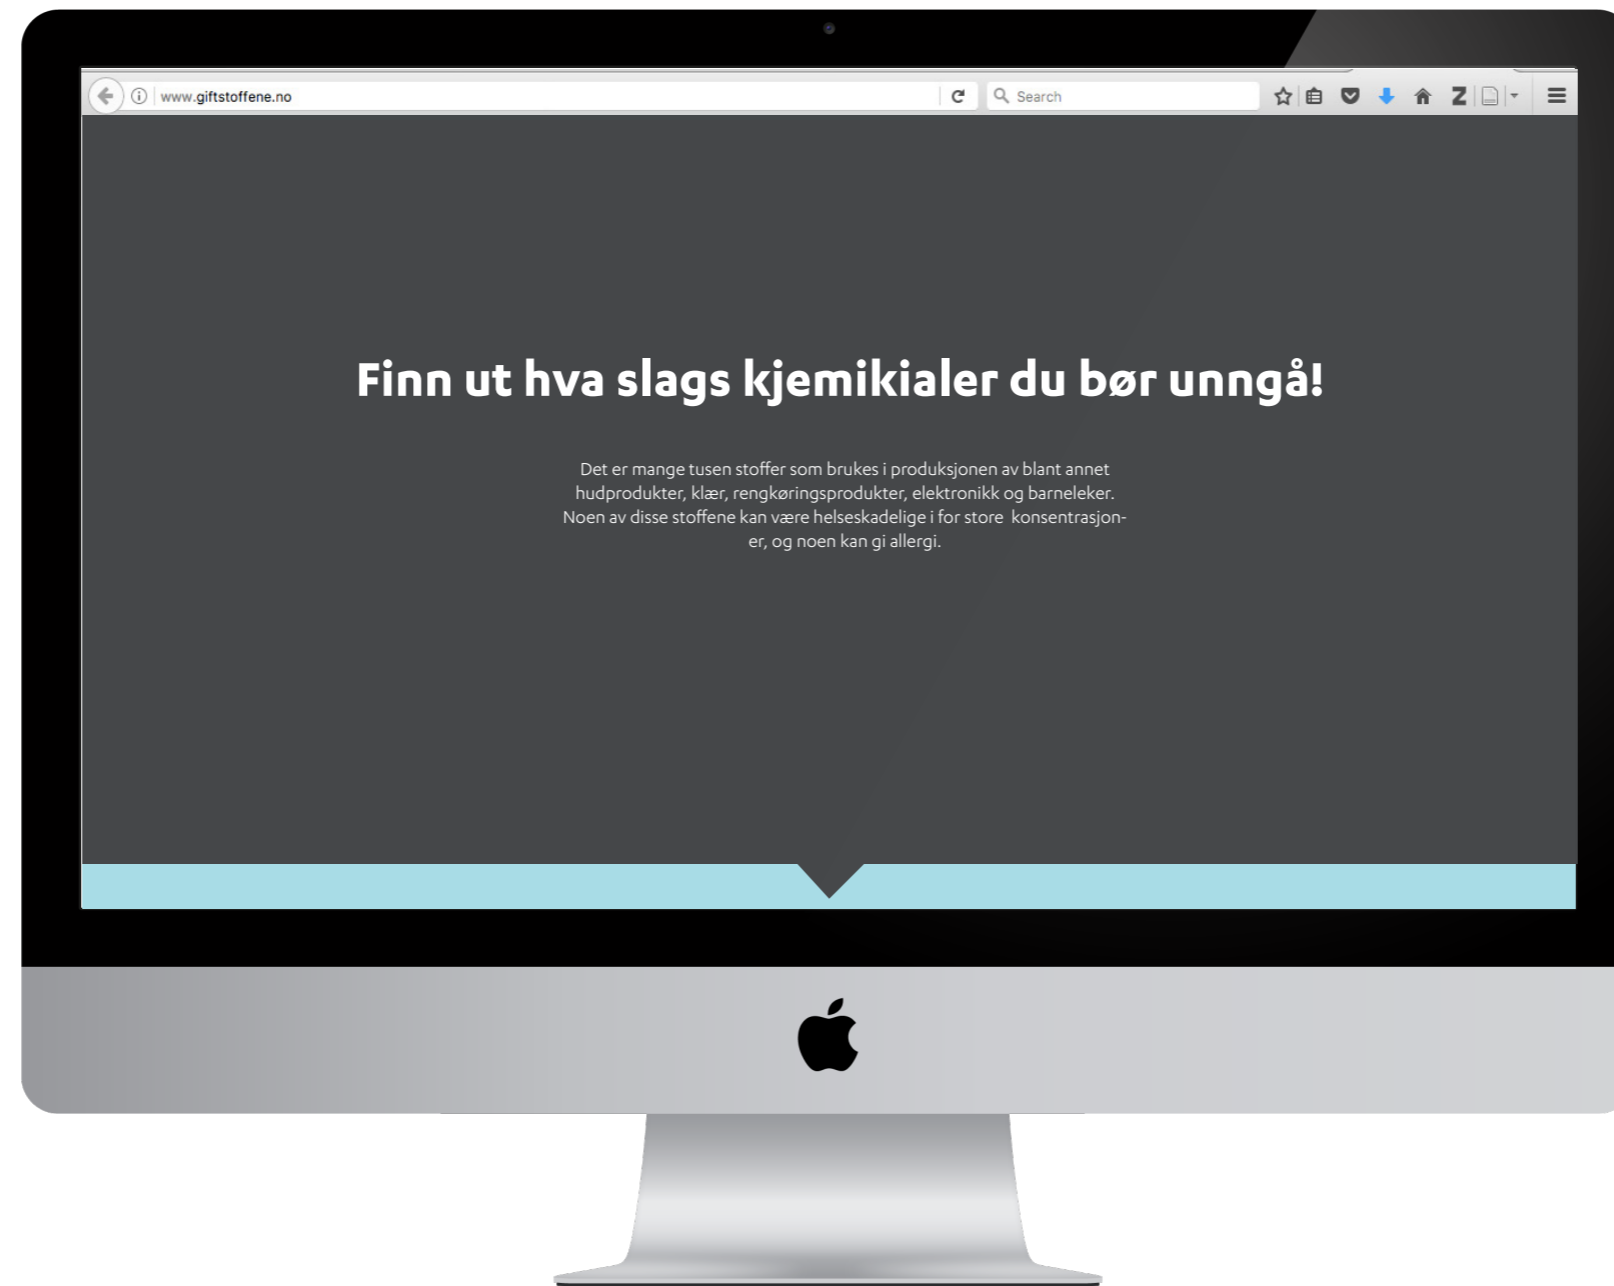 www.giftstoffene.no
Search
Z
Finn ut hva slags kjemikialer du bør unngå!
Det er mange tusen stoffer som brukes i produksjonen av blant annet
hudprodukter, klær, rengkøringsprodukter, elektronikk og barneleker.
Noen av disse stoffene kan være helseskadelige i for store konsentrasjon-
er, og noen kan gi allergi.